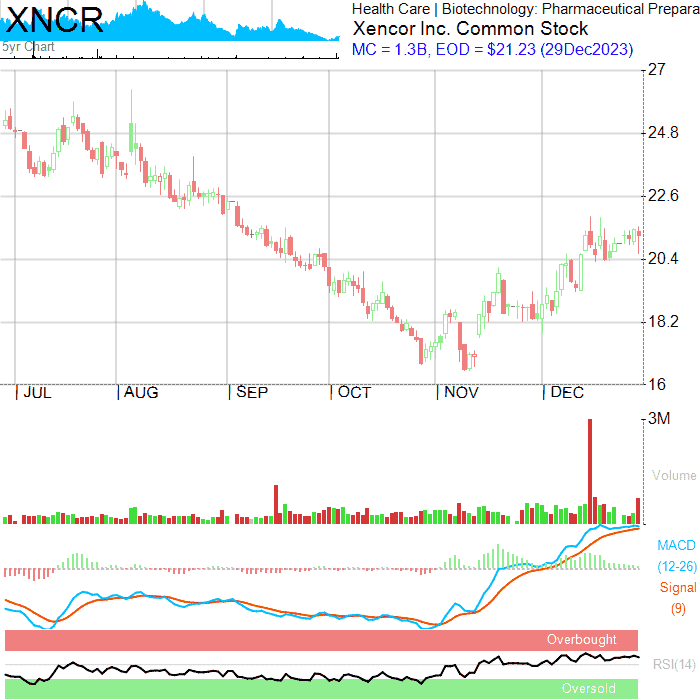 XNCR
5yr Chart
Health Care | Biotechnology: Pharmaceutical Prepara
Xencor Inc. Common Stock
MC = 1.3B, EOD = $21.23 (29Dec2023)
27
24.8
22.6
20.4
18.2
16
JUL AUG SEP OCT NOV DEC
3M
Volume
MACD
(12-26)
Signal
(9)
Overbought
RSI(14)
Oversold